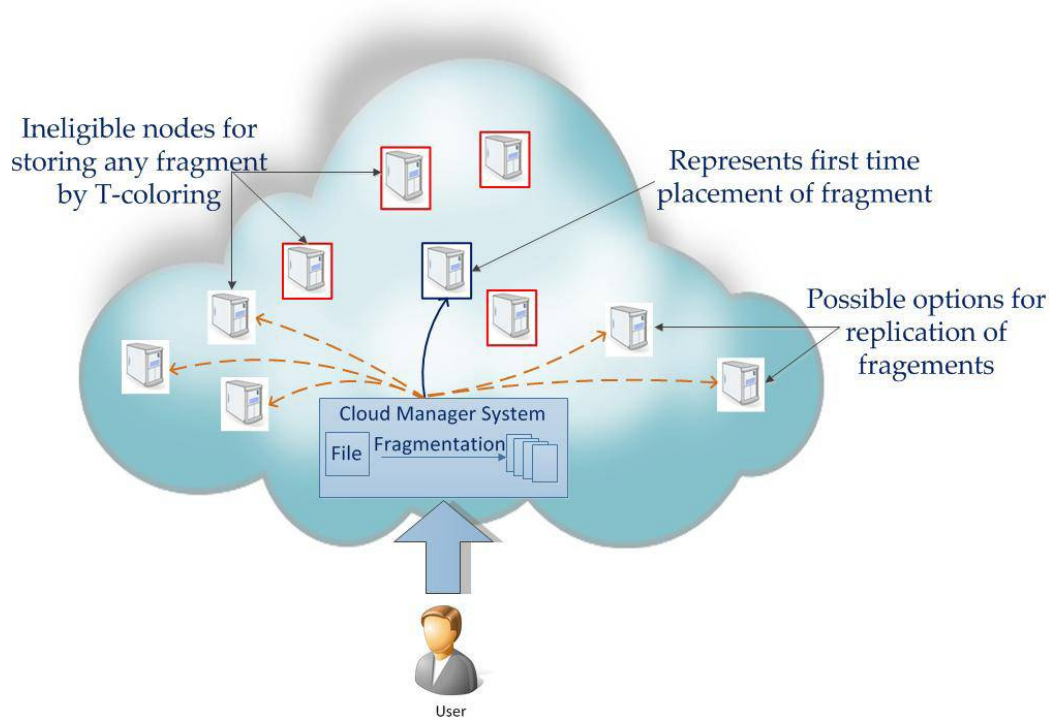 Ineligible nodes for
storing any fragment
by T-coloring
Represents first time
placement of fragment
Possible options for
replication of
fragements
Cloud Manager System
File
Fragmentation
User